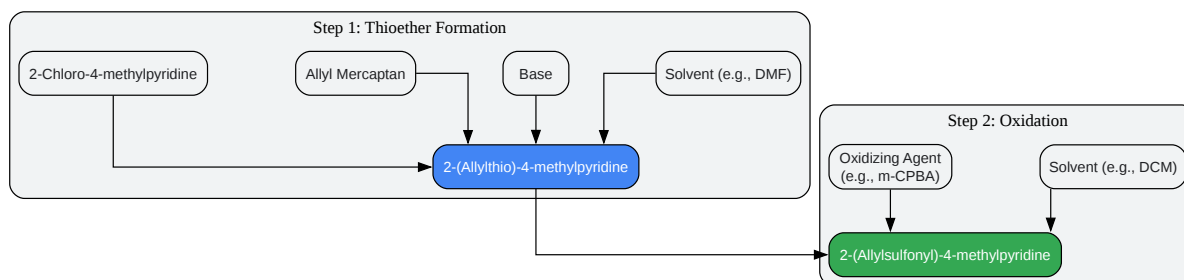 Step 1: Thioether Formation
2-Chloro-4-methylpyridine
Allyl Mercaptan
Base
Solvent (e.g., DMF)
2-(Allylthio)-4-methylpyridine
Step 2: Oxidation
Oxidizing Agent
(e.g., m-CPBA)
Solvent (e.g., DCM)
2-(Allylsulfonyl)-4-methylpyridine